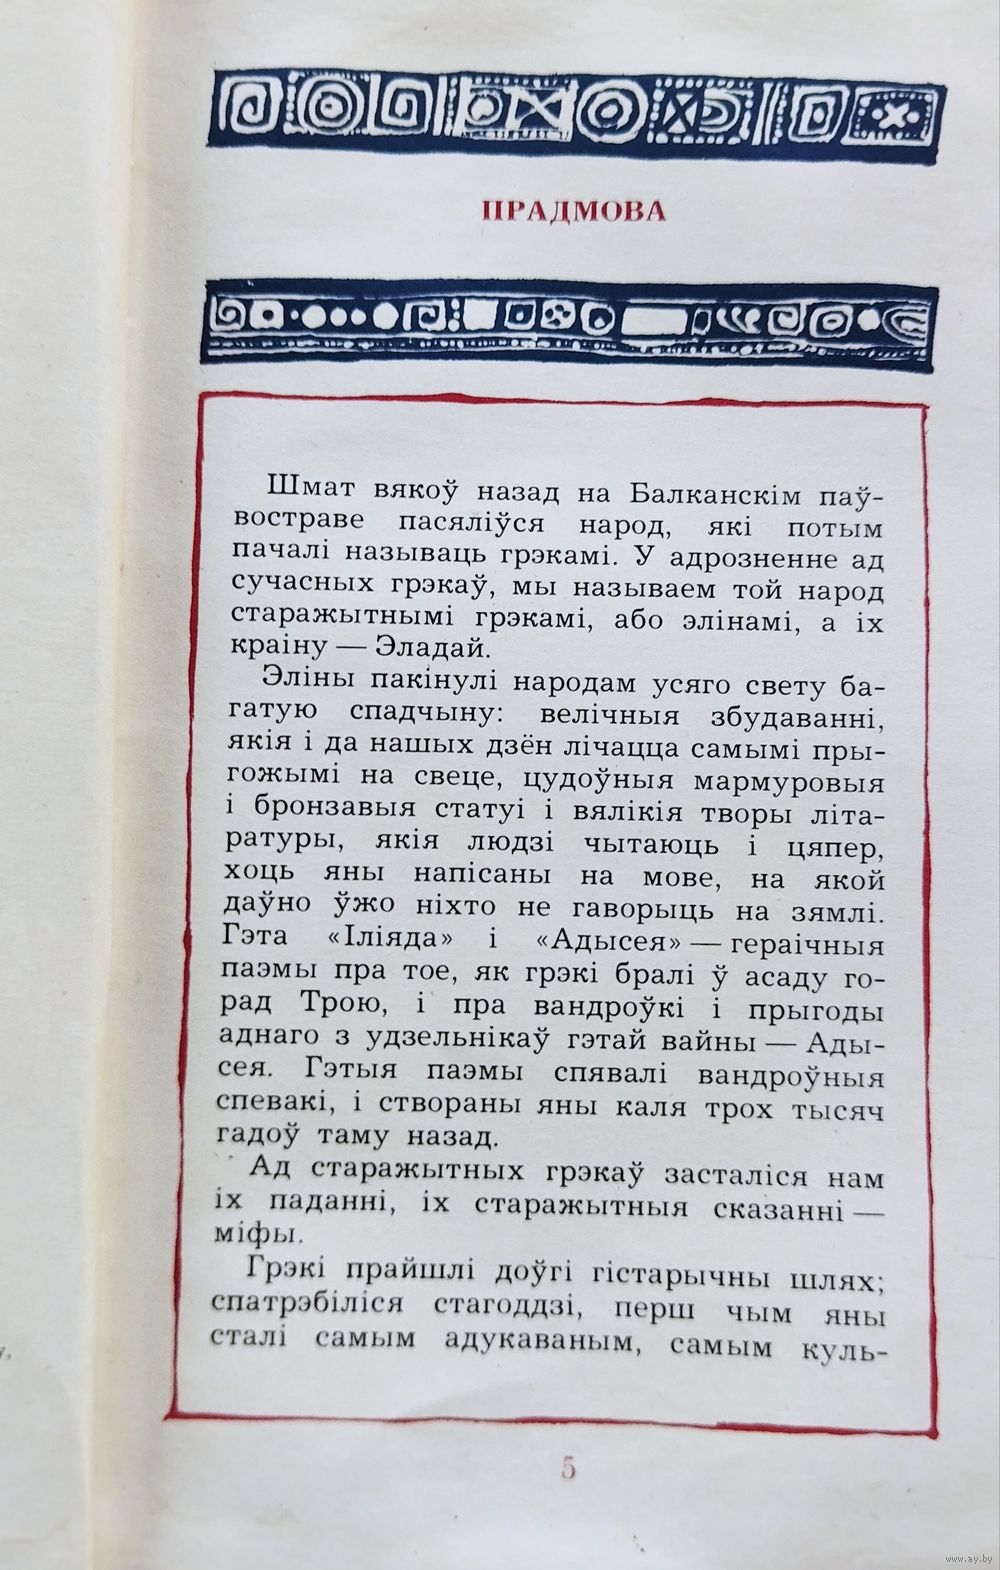 ПРАДМОВА
Шмат вякоў назад на Балканскім паў-
востраве пасяліўся народ, які потым
пачалі называць грэкамі. У адрозненне ад
сучасных грэкаў, мы называем той народ
старажытнымі грэкамі, або элінамі, а іх
краіну — Эладай.
Эліны пакінулі народам усяго свету ба-
гатую спадчыну: велічныя збудаванні,
якія і да нашых дзён лічацца самымі пры-
гожымі на свеце, цудоўныя мармуровыя
і бронзавыя статуі і вялікія творы літа-
ратуры, якія людзі чытаюць і цяпер,
хоць яны напісаны на мове, на якой
даўно ўжо ніхто не гаворыць на зямлі.
Гэта «Іліяда» і «Адысея» — гераічныя
паэмы пра тое, як грэкі бралі ў асаду го-
рад Трою, і пра вандроўкі і прыгоды
аднаго з удзельнікаў гэтай вайны — Ады-
сея. Гэтыя паэмы спявалі вандроўныя
спевакі, і створаны яны каля трох тысяч
гадоў таму назад.
Ад старажытных грэкаў засталіся нам
іх паданні, іх старажытныя сказанні —
міфы.
Грэкі прайшлі доўгі гістарычны шлях;
спатрэбіліся стагоддзі, перш чым яны
сталі самым адукаваным, самым куль-
5
www.ay.by